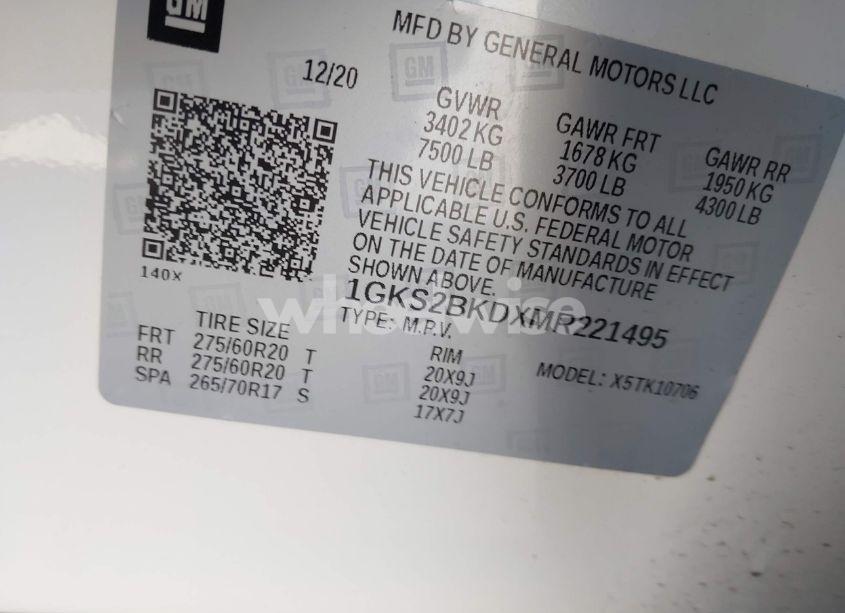 GM
MFD BY GENERAL MOTORS LLC
12/20
GVWR GAWR FRT GAWR RR
3402 KG 1678 KG 1950 KG
7500 LB 3700 LB 4300 LB
THIS VEHICLE CONFORMS TO ALL
APPLICABLE U.S. FEDERAL MOTOR
VEHICLE SAFETY STANDARDS IN EFFECT
ON THE DATE OF MANUFACTURE
SHOWN ABOVE.
140X
1GKS2BKDXMR221495
TYPE: M.P.V.
MODEL: X5TK10706
TIRE SIZE RIM
FRT 275/60R20 T 20X9J
RR 275/60R20 T 20X9J
SPA 265/70R17 S 17X7J